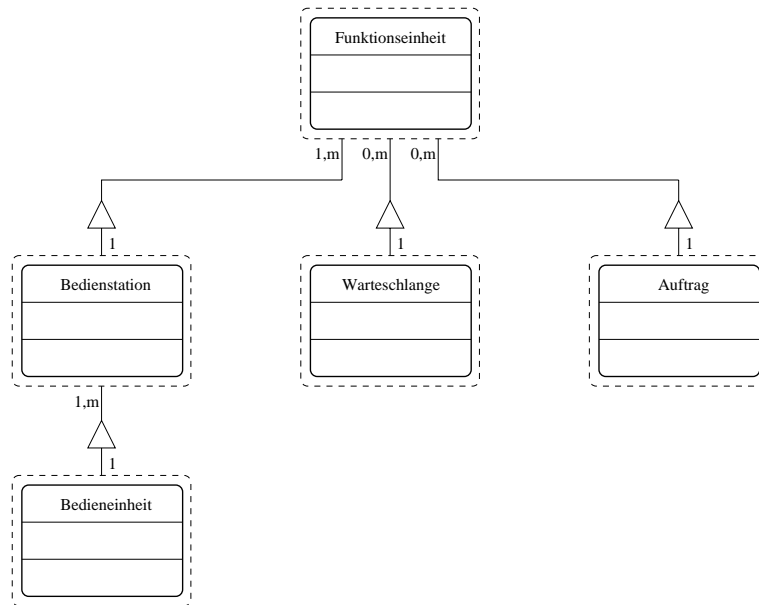 Funktionseinheit
1,m 0,m 0,m
1 1 1
Bedienstation Warteschlange Auftrag
1,m
1
Bedieneinheit